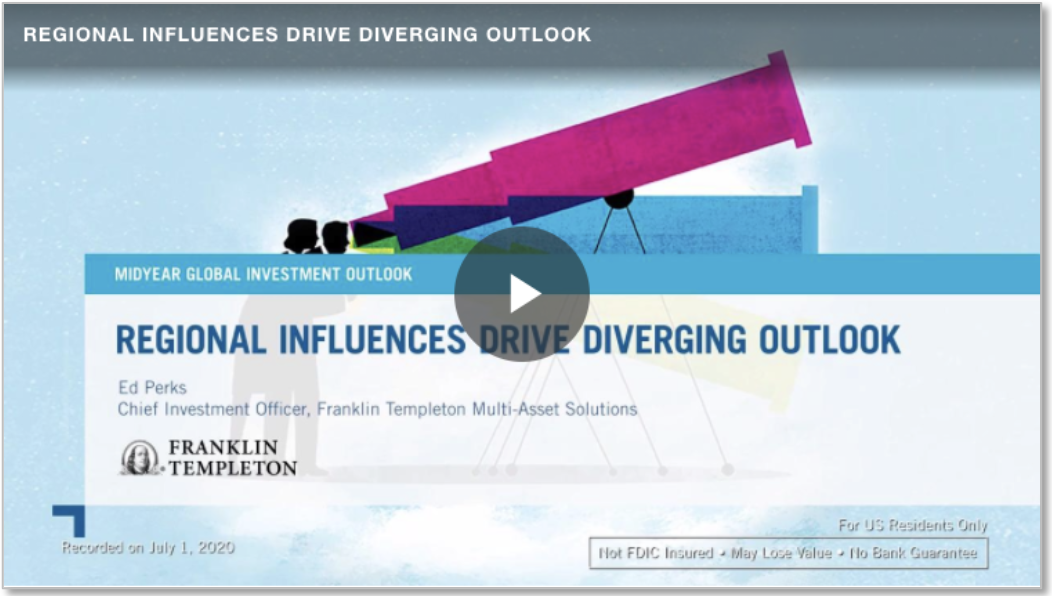 REGIONAL INFLUENCES DRIVE DIVERGING OUTLOOK
MIDYEAR GLOBAL INVESTMENT OUTLOOK
REGIONAL INFLUENCES DRIVE DIVERGING OUTLOOK
Ed Perks
Chief Investment Officer, Franklin Templeton Multi-Asset Solutions
FRANKLIN
TEMPLETON
For US Residents Only
Recorded on July 1, 2020
Not FDIC Insured • May Lose Value • No Bank Guarantee